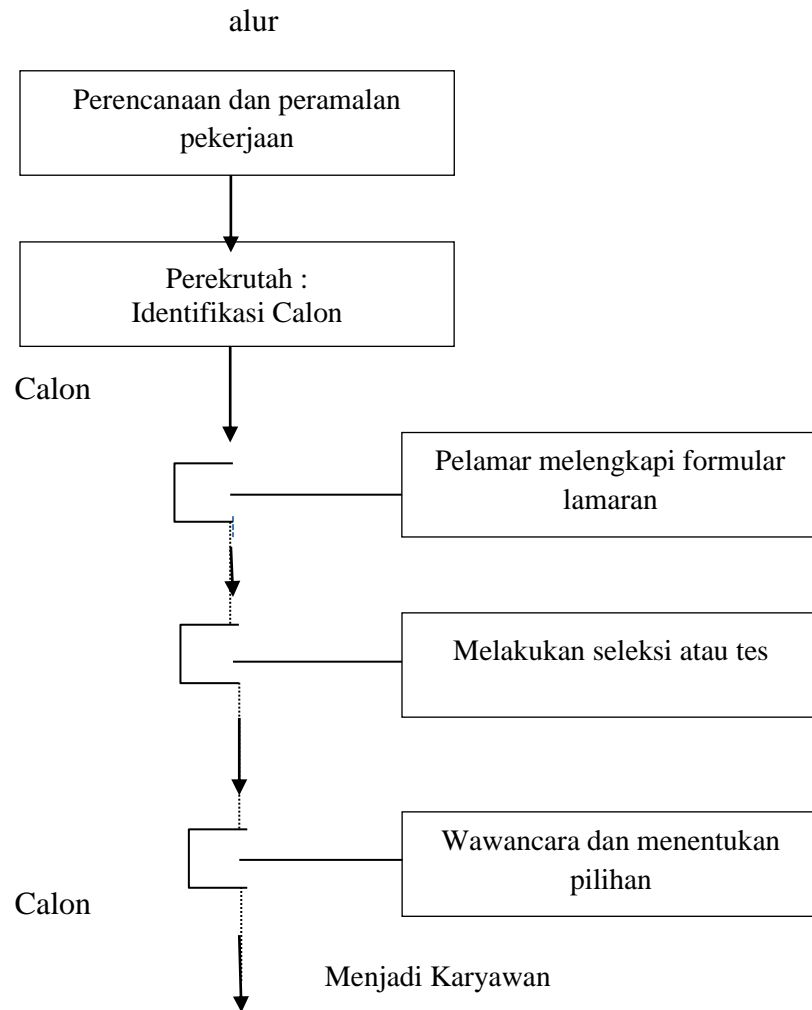 alur
Perencanaan dan peramalan
pekerjaan
Perekrutah :
Identifikasi Calon
Calon
Pelamar melengkapi formular
lamaran
Melakukan seleksi atau tes
Wawancara dan menentukan
pilihan
Calon
Menjadi Karyawan